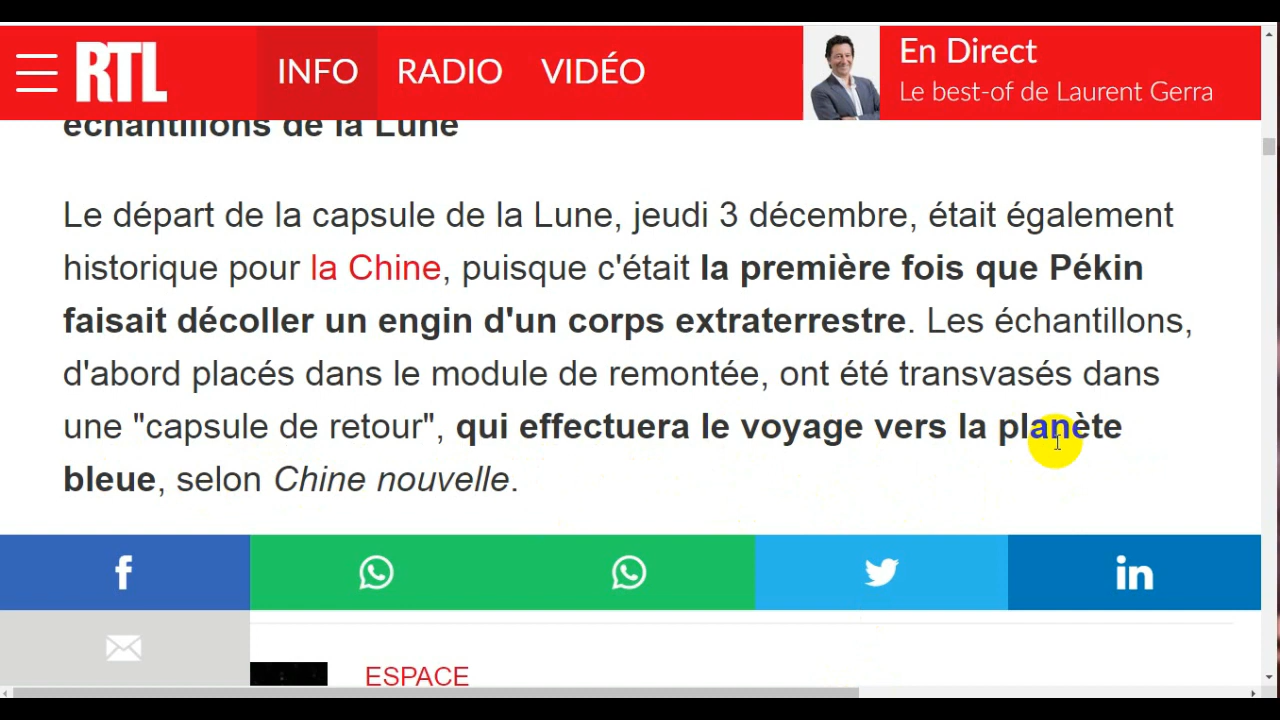 RTL
INFO RADIO VIDÉO
En Direct
Le best-of de Laurent Gerra
échantillons de la Lune
Le départ de la capsule de la Lune, jeudi 3 décembre, était également
historique pour la Chine, puisque c'était la première fois que Pékin
faisait décoller un engin d'un corps extraterrestre. Les échantillons,
d'abord placés dans le module de remontée, ont été transvasés dans
une "capsule de retour", qui effectuera le voyage vers la planète
bleue, selon Chine nouvelle.
f
in
ESPACE